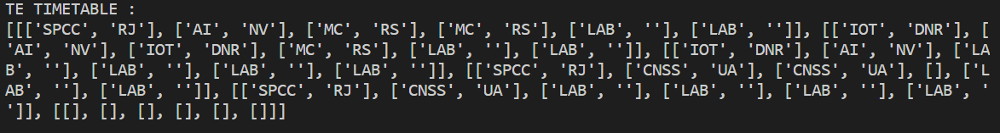 TE TIMETABLE :
[[['SPCC', 'RJ'], ['AI', 'NV'], ['MC', 'RS'], ['MC', 'RS'], ['LAB', ''], ['LAB', '']], [['IOT', 'DNR'], [
'AI', 'NV'], ['IOT', 'DNR'], ['MC', 'RS'], ['LAB', ''], ['LAB', '']], [['IOT', 'DNR'], ['AI', 'NV'], ['LA
B', ''], ['LAB', ''], ['LAB', ''], ['LAB', '']], [['SPCC', 'RJ'], ['CNSS', 'UA'], ['CNSS', 'UA'], [], ['L
AB', ''], ['LAB', '']], [['SPCC', 'RJ'], ['CNSS', 'UA'], ['LAB', ''], ['LAB', ''], ['LAB', ''], ['LAB', '
']], [[], [], [], [], [], []]]